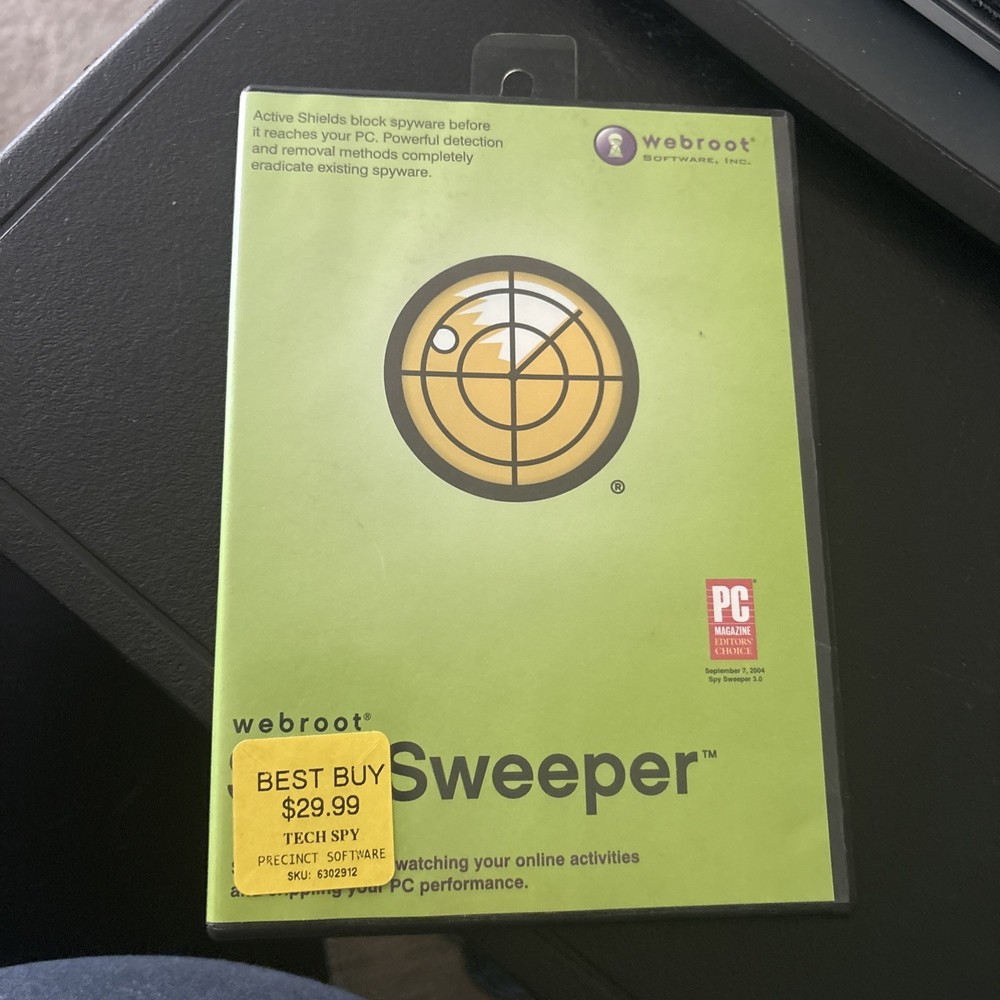 Active Shields block spyware before
it reaches your PC. Powerful detection
and removal methods completely
eradicate existing spyware.
webroot®
SOFTWARE, INC.
®
PC
MAGAZINE
EDITORS'
CHOICE
September 7, 2004
Spy Sweeper 3.0
webroot®
Sweeper™
BEST BUY
$29.99
TECH SPY
PRECINCT SOFTWARE
SKU: 6302912
watching your online activities
your PC performance.